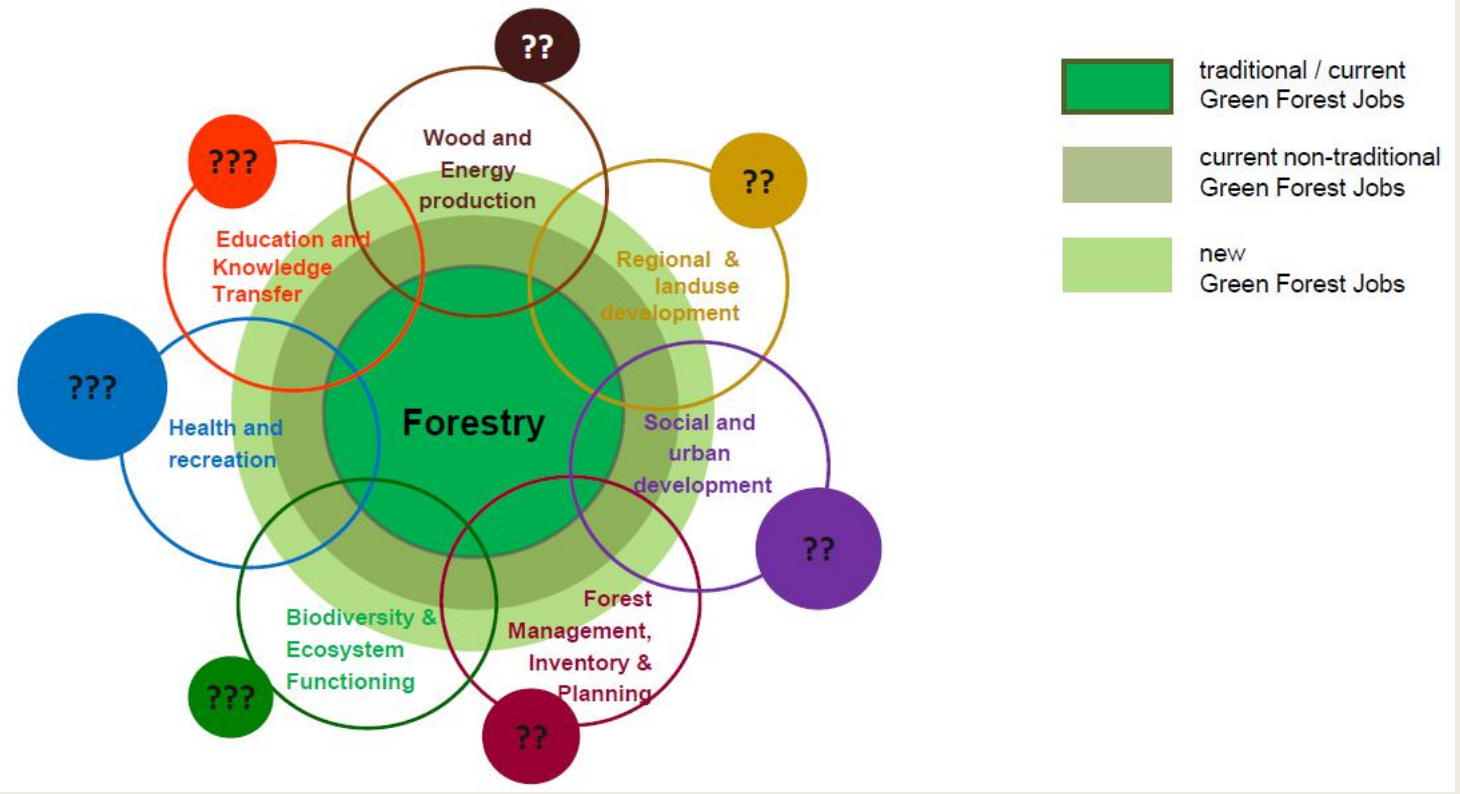 ??
Wood and
Energy
production
???
Education and
Knowledge
Transfer
??
Regional &
landuse
development
???
Health and
recreation
Forestry
Social and
urban
development
??
Biodiversity &
Ecosystem
Functioning
???
Forest
Management,
Inventory &
Planning
??
traditional / current
Green Forest Jobs
current non-traditional
Green Forest Jobs
new
Green Forest Jobs